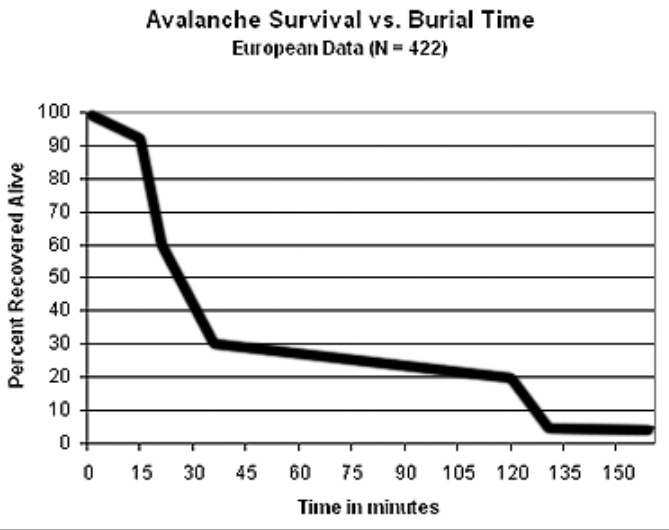 Avalanche Survival vs. Burial Time
European Data (N = 422)
Percent Recovered Alive
100
90
80
70
60
50
40
30
20
10
0
0 15 30 45 60 75 90 105 120 135 150
Time in minutes